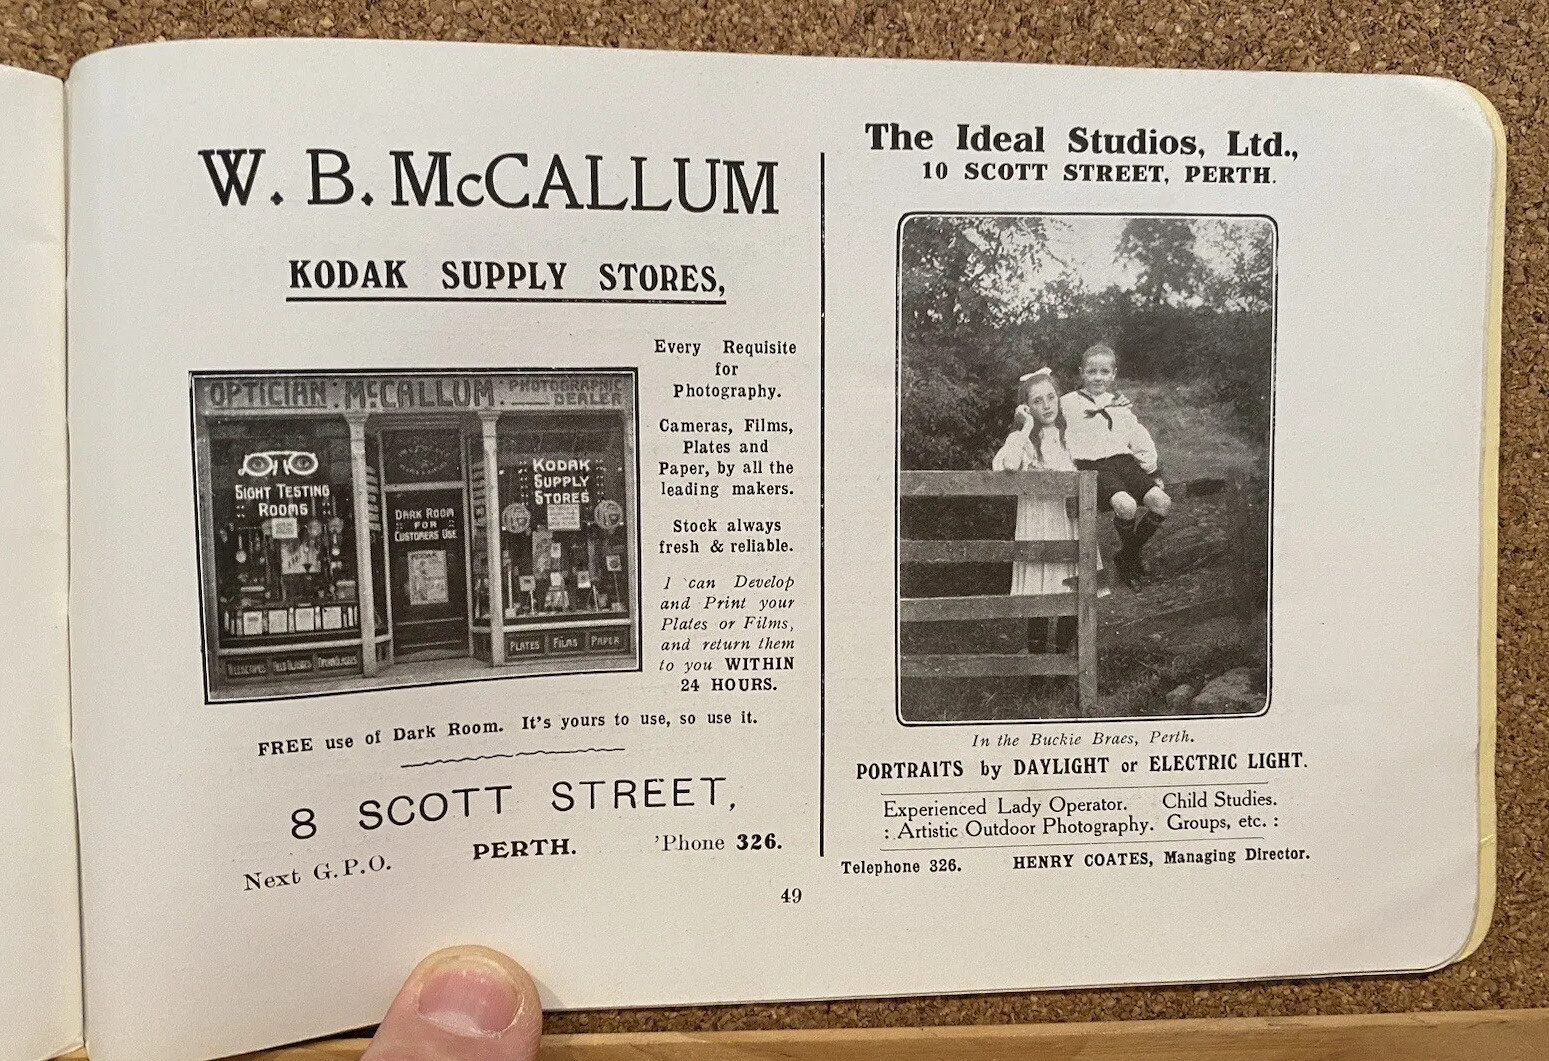 W. B. McCALLUM
KODAK SUPPLY STORES,
OPTICIAN : McCALLUM : PHOTOGRAPHIC DEALER
SIGHT TESTING
:: ROOMS ::
DARK ROOM
:: FOR ::
CUSTOMERS USE
KODAK
SUPPLY
STORES
TELESCOPES FIELD GLASSES OPERA GLASSES
PLATES FILMS PAPER
Every Requisite
for
Photography.
Cameras, Films,
Plates and
Paper, by all the
leading makers.
Stock always
fresh & reliable.
I can Develop
and Print your
Plates or Films,
and return them
to you WITHIN
24 HOURS.
FREE use of Dark Room. It's yours to use, so use it.
8 SCOTT STREET,
Next G.P.O. PERTH. 'Phone 326.
The Ideal Studios, Ltd.,
10 SCOTT STREET, PERTH.
In the Buckie Braes, Perth.
PORTRAITS by DAYLIGHT or ELECTRIC LIGHT.
Experienced Lady Operator. Child Studies.
: Artistic Outdoor Photography. Groups, etc. :
Telephone 326. HENRY COATES, Managing Director.
49